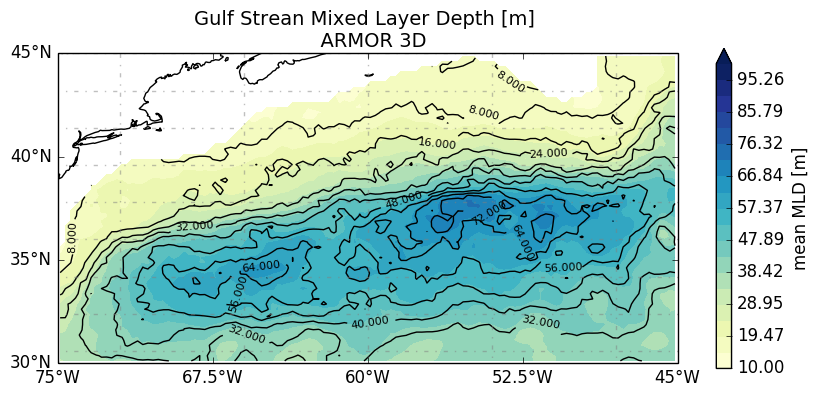 Gulf Strean Mixed Layer Depth [m]
ARMOR 3D
45°N
40°N
35°N
30°N
75°W
67.5°W
60°W
52.5°W
45°W
8.000
8.000
16.000
24.000
8.000
32.000
48.000
72.000
64.000
64.000
56.000
56.000
40.000
32.000
32.000
95.26
85.79
76.32
66.84
57.37
47.89
38.42
28.95
19.47
10.00
mean MLD [m]